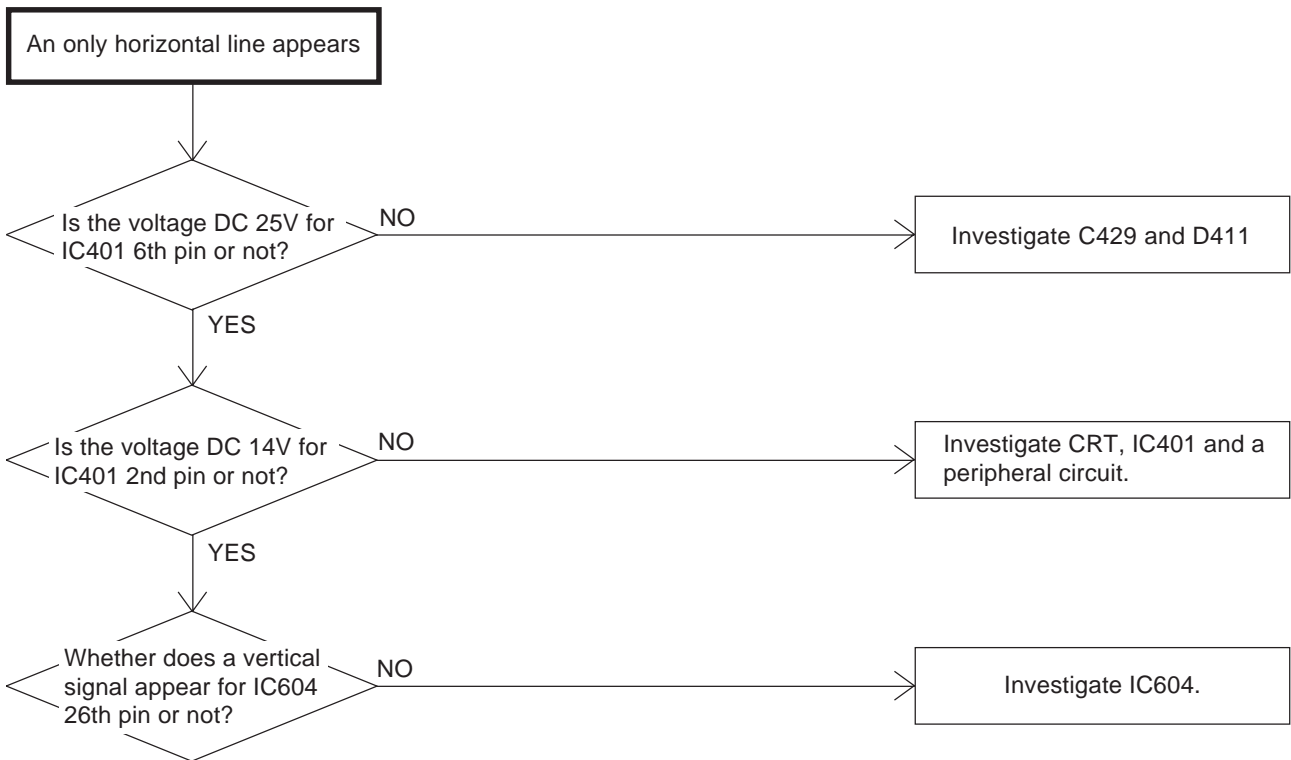 An only horizontal line appears
Is the voltage DC 25V for
IC401 6th pin or not?
NO
Investigate C429 and D411
YES
Is the voltage DC 14V for
IC401 2nd pin or not?
NO
Investigate CRT, IC401 and a
peripheral circuit.
YES
Whether does a vertical
signal appear for IC604
26th pin or not?
NO
Investigate IC604.